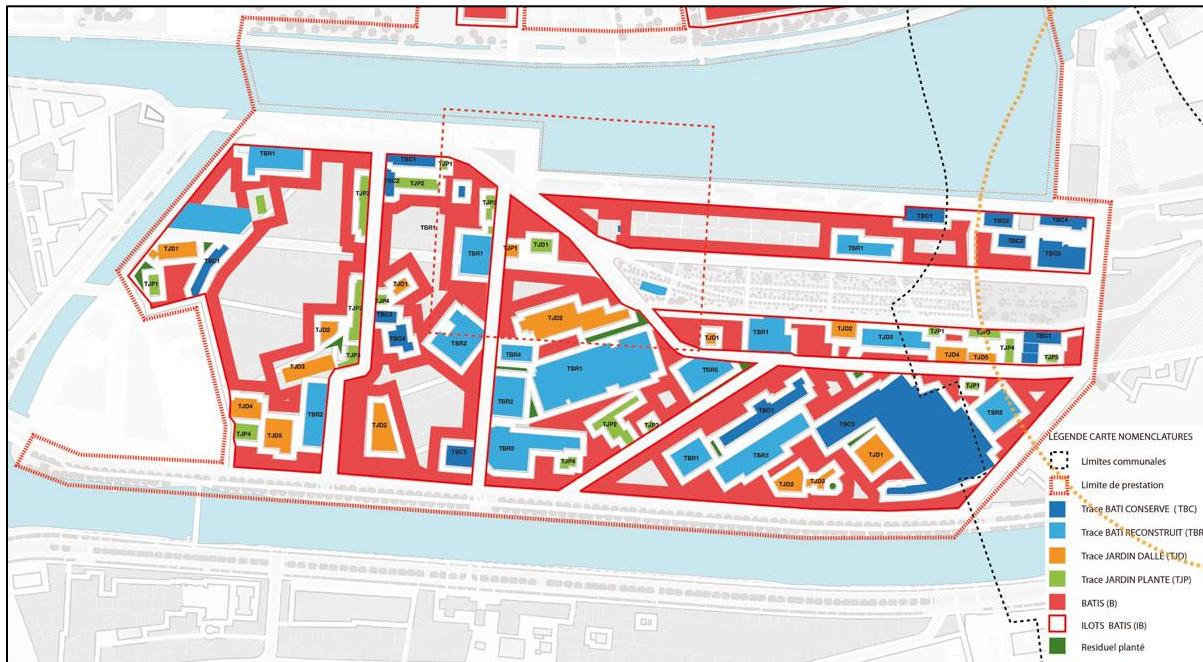 TBR1
TBC1
TJP1
TBC2
TJP2
TJP2
TJP2
TBR1
TBC1
TBC2
TBC4
TBR1
TJP1
TJD1
TBR1
TBC3
TBC5
TJD1
TBC1
TJP1
TJD1
TJP4
TJP2
TBC3
TJD2
TJD2
TBC4
TBR2
TJD1
TBR1
TJD2
TJD3
TJP1
TJP3
TBC1
TJP4
TJP3
TBR4
TJD4
TJD5
TJP5
TJD3
TBR1
TBR5
TJP1
TBR2
TJD4
TBR2
TBC1
TBR2
TJP4
TJD5
TJD2
TJP2
TJP3
TBC3
TBR3
TBC5
TJP4
TBR1
TBR3
TJD1
TJD2
TJD3
LÉGENDE CARTE NOMENCLATURES
Limites communales
Limite de prestation
Trace BATI CONSERVE (TBC)
Trace BATI RECONSTRUIT (TBR
Trace JARDIN DALLE (TJD)
Trace JARDIN PLANTE (TJP)
BATIS (B)
ILOTS BATIS (IB)
Residuel planté